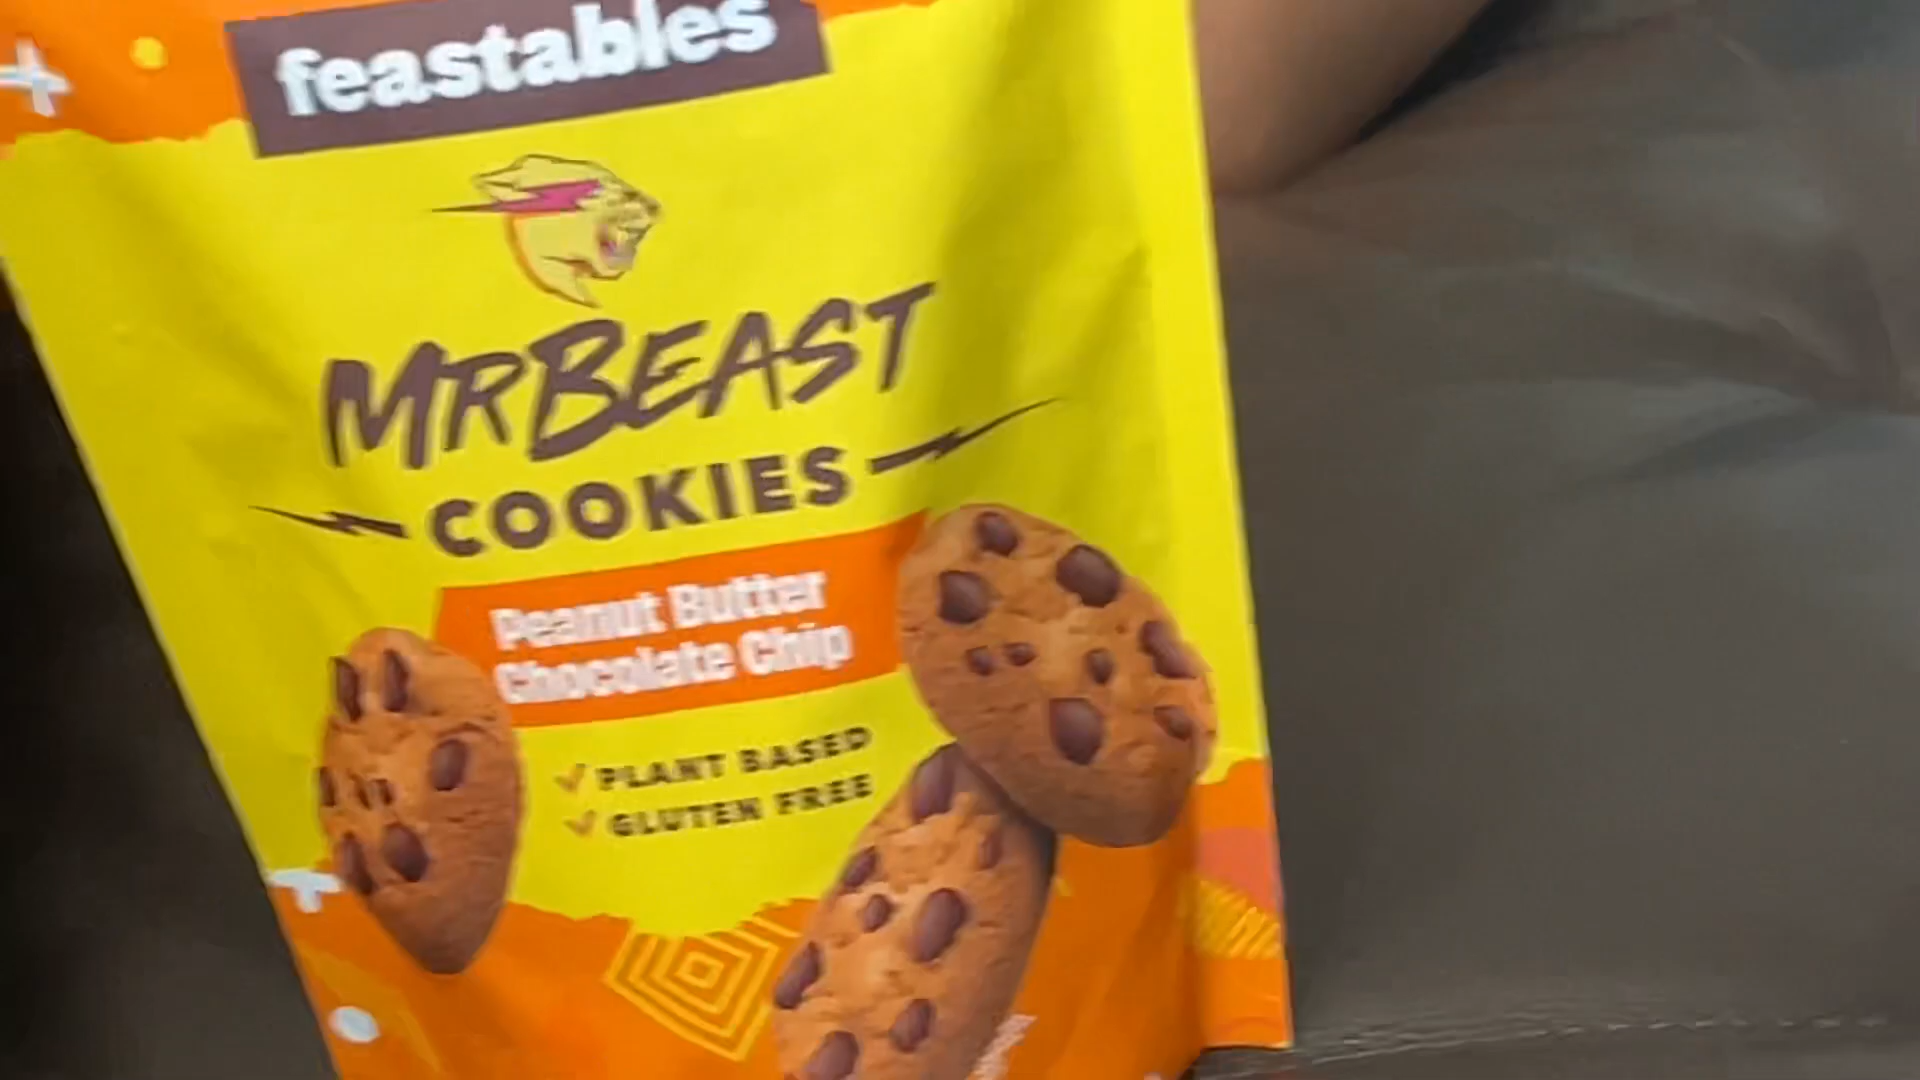 feastables
MRBEAST
COOKIES
Peanut Butter
Chocolate Chip
PLANT BASED
GLUTEN FREE